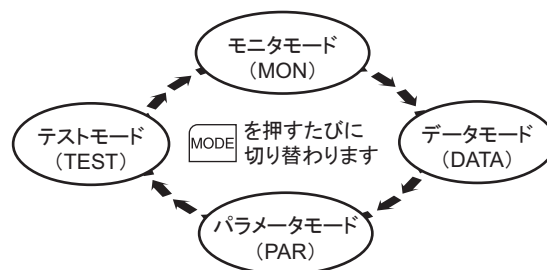 モニタモード
(MON)
テストモード
(TEST)
MODE を押すたびに
切り替わります
データモード
(DATA)
パラメータモード
(PAR)